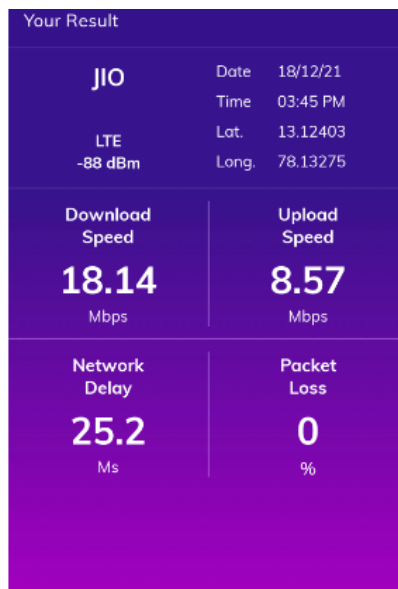 Your Result
JIO
LTE
-88 dBm
Date 18/12/21
Time 03:45 PM
Lat. 13.12403
Long. 78.13275
Download
Speed
18.14
Mbps
Upload
Speed
8.57
Mbps
Network
Delay
25.2
Ms
Packet
Loss
0
%